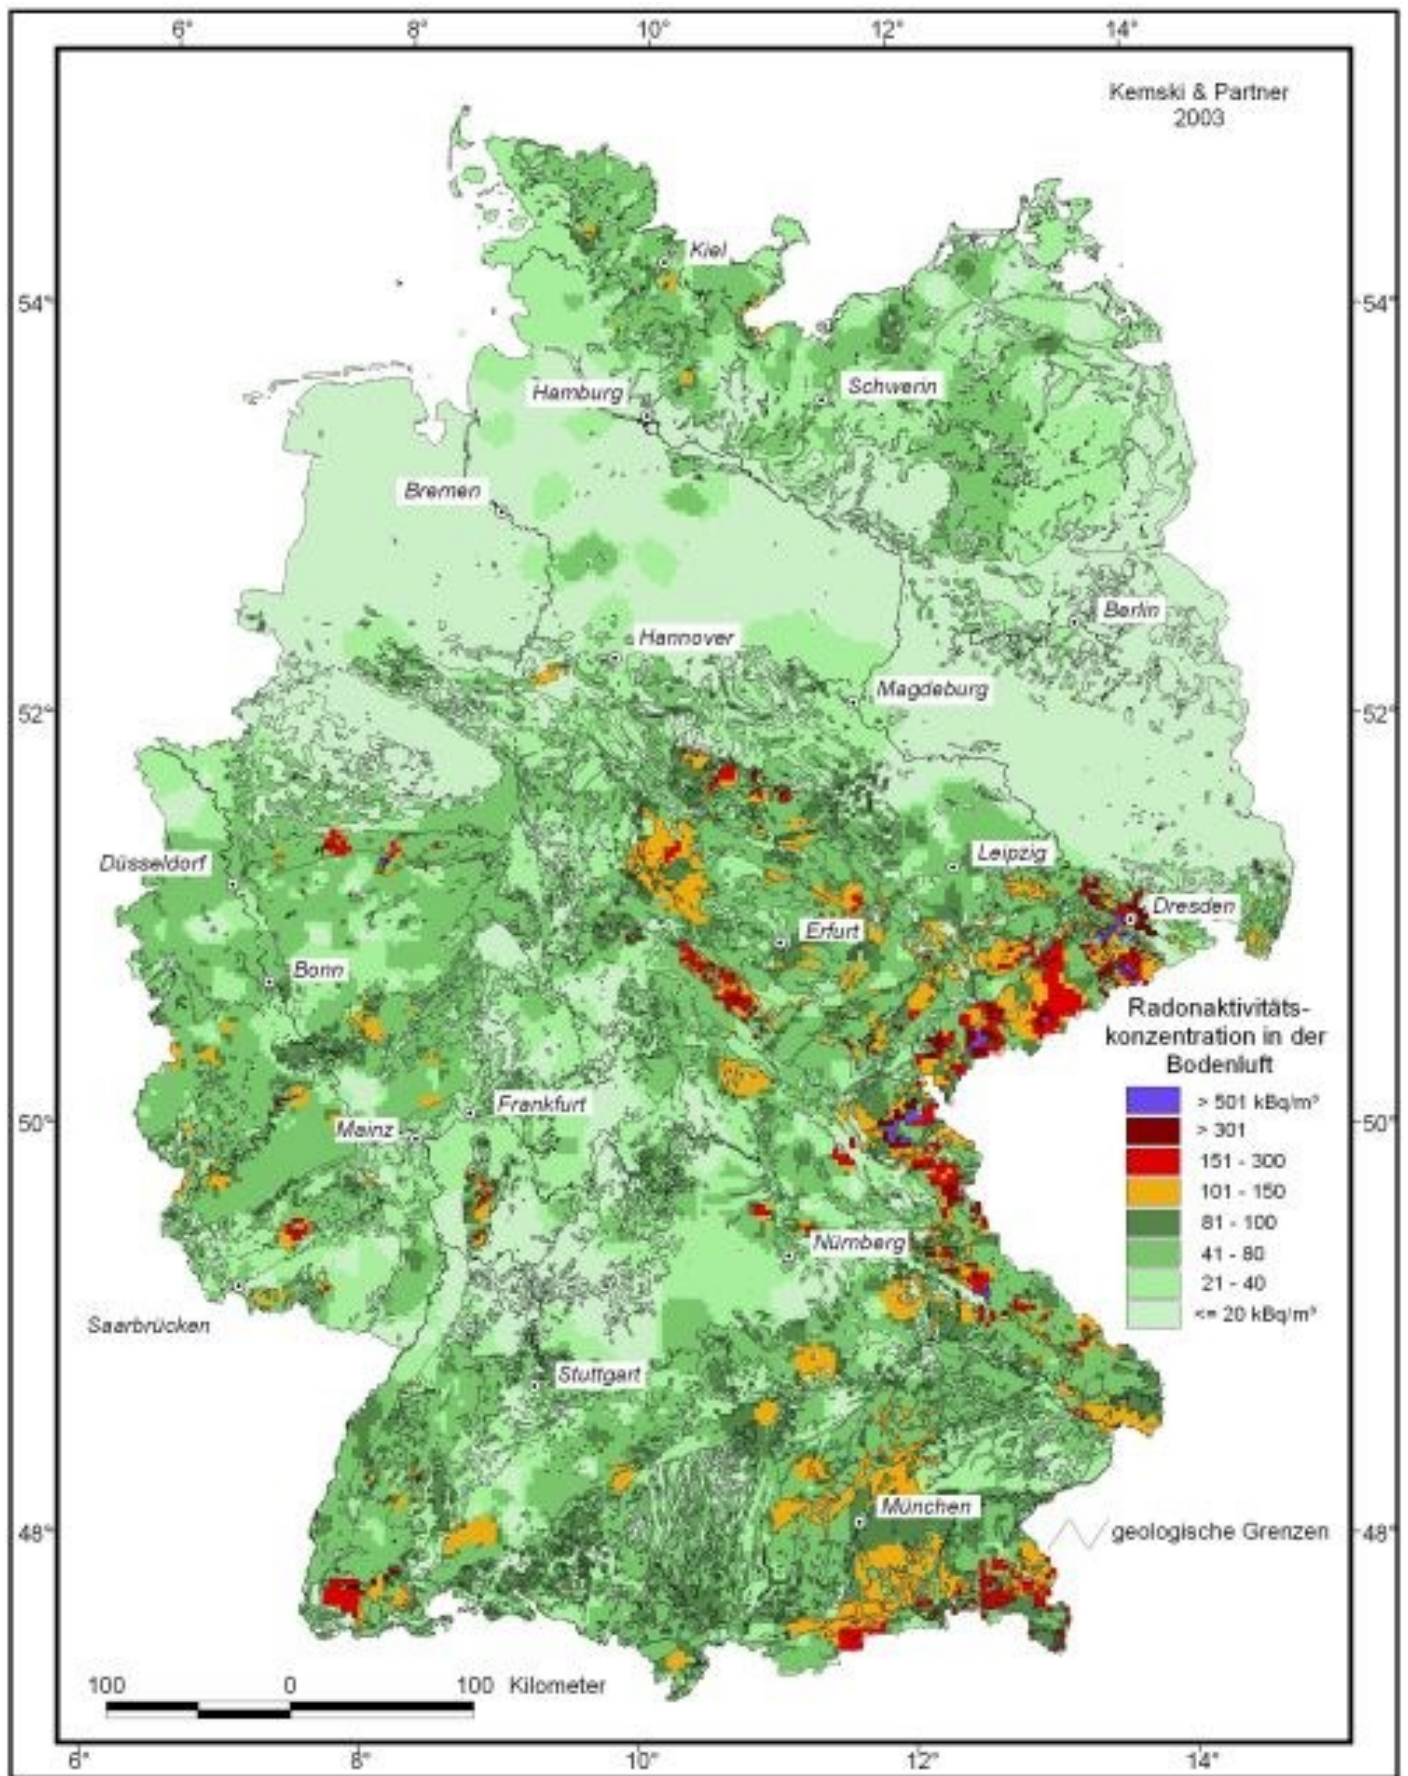 6° 8° 10° 12° 14°
Kemski & Partner
2003
Kiel
54° 54°
Schwerin
Hamburg
Bremen
Berlin
Hannover
Magdeburg
52° 52°
Leipzig
Düsseldorf
Dresden
Erfurt
Bonn
Radonaktivitäts-
konzentration in der
Bodenluft
> 501 kBq/m³
Frankfurt
50° 50°
Mainz
> 301
151 - 300
101 - 150
81 - 100
Nürnberg
41 - 80
21 - 40
<= 20 kBq/m³
Saarbrücken
Stuttgart
München
48° 48°
geologische Grenzen
100 0 100 Kilometer
6° 8° 10° 12° 14°